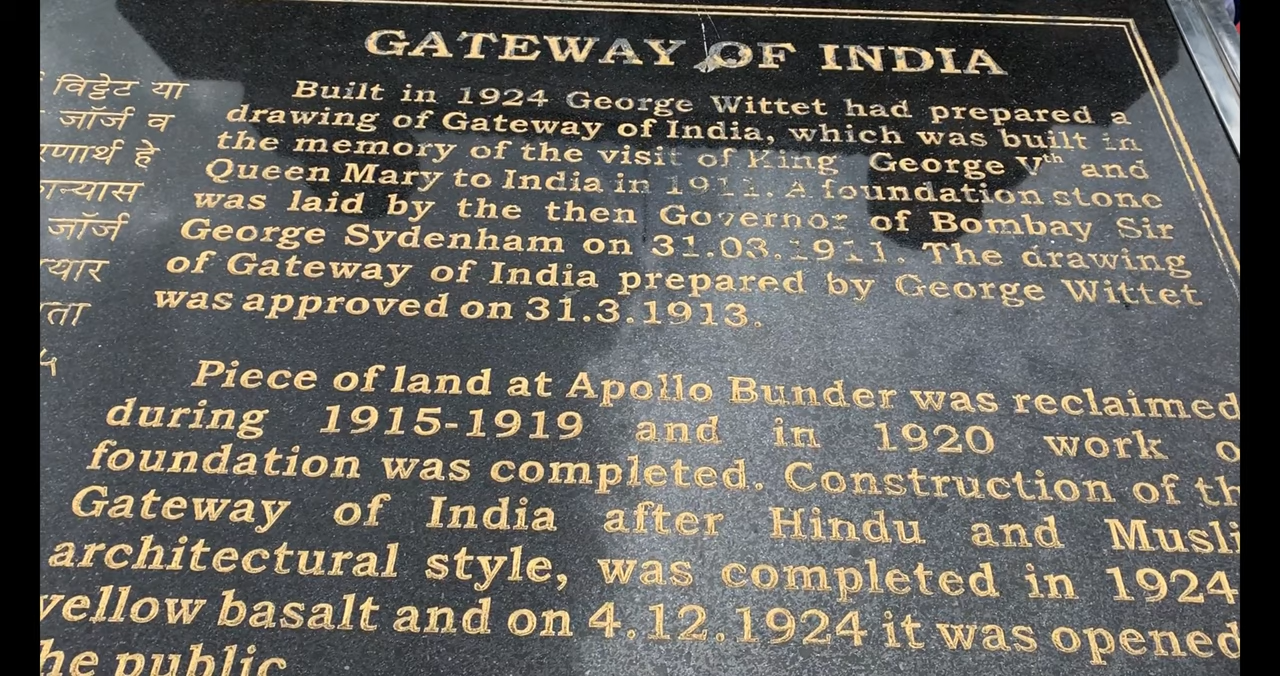 GATEWAY OF INDIA
विट्टेट या
जॉर्ज व
रणार्थ हे
न्यास
जॉर्ज
यार
ता
Built in 1924 George Wittet had prepared a
drawing of Gateway of India, which was built in
the memory of the visit of King George Vth and
Queen Mary to India in 1911. A foundation stone
was laid by the then Governor of Bombay Sir
George Sydenham on 31.03.1911. The drawing
of Gateway of India prepared by George Wittet
was approved on 31.3.1913.
Piece of land at Apollo Bunder was reclaimed
during 1915-1919 and in 1920 work o
foundation was completed. Construction of th
Gateway of India after Hindu and Musli
architectural style, was completed in 1924
yellow basalt and on 4.12.1924 it was opened
he public